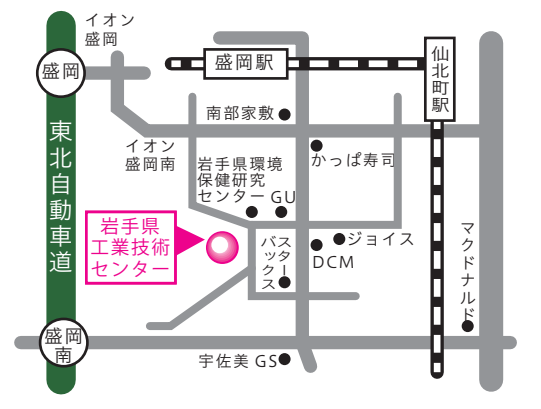 イオン
盛岡
盛岡
盛岡駅
仙北町駅
南部家敷
イオン
盛岡南
かっぱ寿司
東北自動車道
岩手県環境
保健研究
センター
GU
岩手県
工業技術
センター
スター
バックス
ジョイス
DCM
マクドナルド
盛岡
南
宇佐美 GS